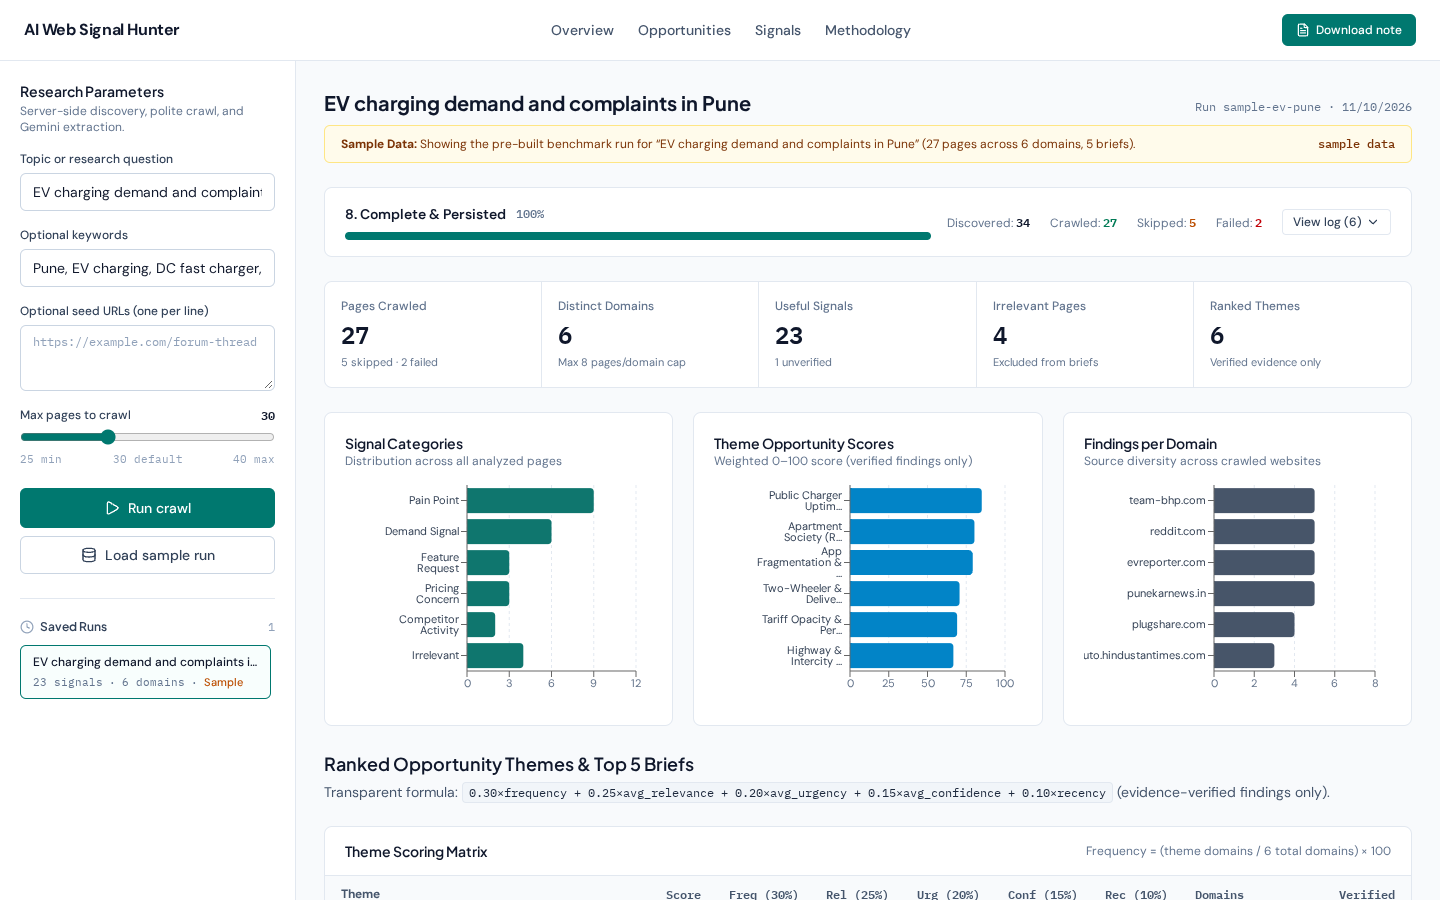 AI Web Signal Hunter
Overview
Opportunities
Signals
Methodology
Download note
Research Parameters
Server-side discovery, polite crawl, and
Gemini extraction.
Topic or research question
EV charging demand and complaint
Optional keywords
Pune, EV charging, DC fast charger,
Optional seed URLs (one per line)
https://example.com/forum-thread
Max pages to crawl
30
25 min
30 default
40 max
Run crawl
Load sample run
Saved Runs
1
EV charging demand and complaints i...
23 signals · 6 domains · Sample
EV charging demand and complaints in Pune
Run sample-ev-pune · 11/10/2026
Sample Data: Showing the pre-built benchmark run for "EV charging demand and complaints in Pune" (27 pages across 6 domains, 5 briefs).
sample data
8. Complete & Persisted 100%
Discovered: 34
Crawled: 27
Skipped: 5
Failed: 2
View log (6)
Pages Crawled
27
5 skipped · 2 failed
Distinct Domains
6
Max 8 pages/domain cap
Useful Signals
23
1 unverified
Irrelevant Pages
4
Excluded from briefs
Ranked Themes
6
Verified evidence only
Signal Categories
Distribution across all analyzed pages
Pain Point
Demand Signal
Feature
Request
Pricing
Concern
Competitor
Activity
Irrelevant
0 3 6 9 12
Theme Opportunity Scores
Weighted 0–100 score (verified findings only)
Public Charger
Uptim...
Apartment
Society (R...
App
Fragmentation &
...
Two-Wheeler &
Delive...
Tariff Opacity &
Per...
Highway &
Intercity ...
0 25 50 75 100
Findings per Domain
Source diversity across crawled websites
team-bhp.com
reddit.com
evreporter.com
punekarnews.in
plugshare.com
uto.hindustantimes.com
0 2 4 6 8
Ranked Opportunity Themes & Top 5 Briefs
Transparent formula: 0.30×frequency + 0.25×avg_relevance + 0.20×avg_urgency + 0.15×avg_confidence + 0.10×recency (evidence-verified findings only).
Theme Scoring Matrix
Frequency = (theme domains / 6 total domains) × 100
Theme Score Freq (30%) Rel (25%) Urg (20%) Conf (15%) Rec (10%) Domains Verified